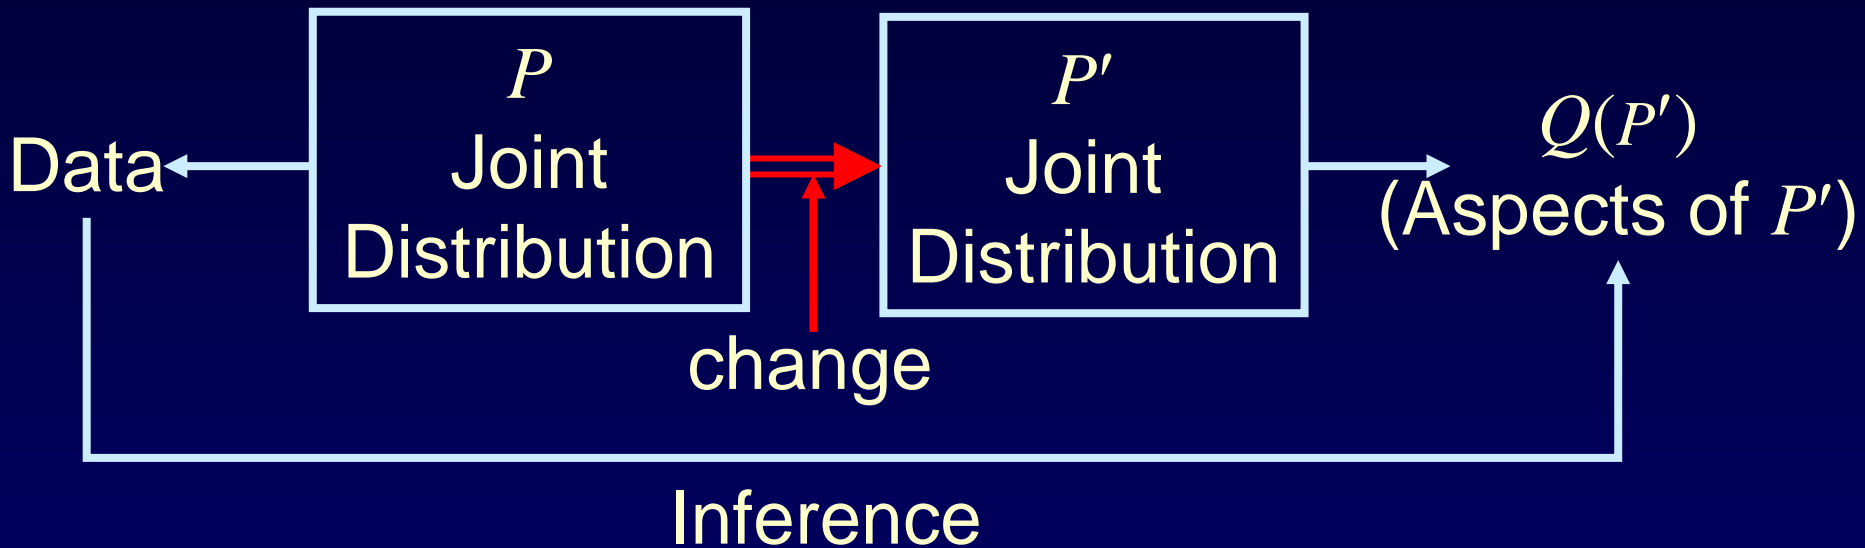 Data
P
Joint
Distribution
change
P′
Joint
Distribution
Q(P′)
(Aspects of P′)
Inference